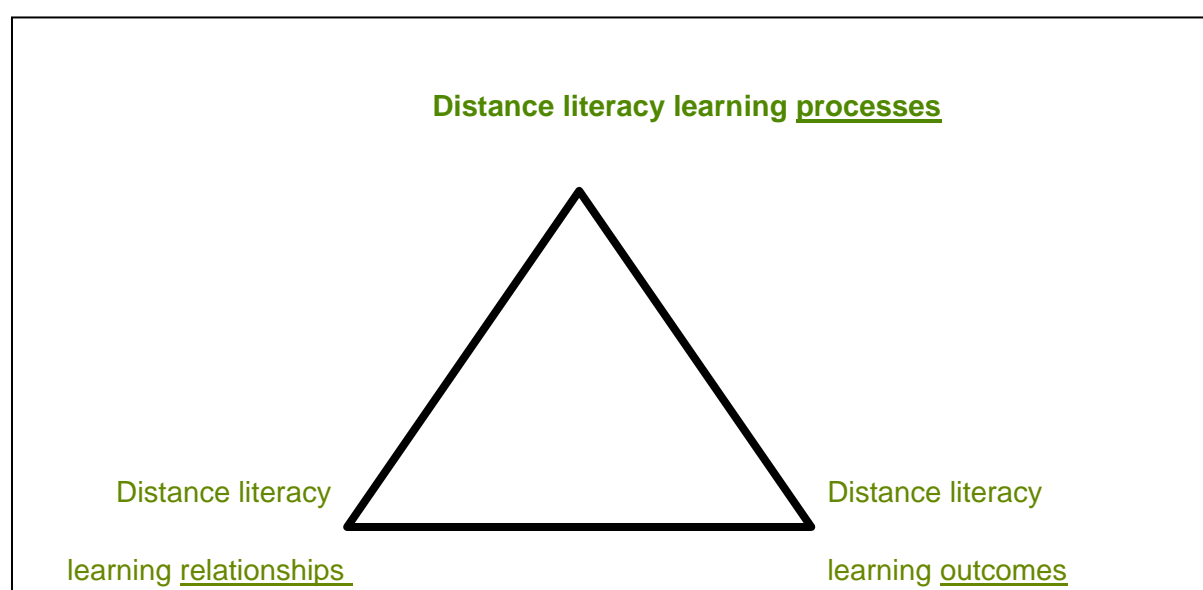 Distance literacy learning processes
Distance literacy
learning relationships
Distance literacy
learning outcomes